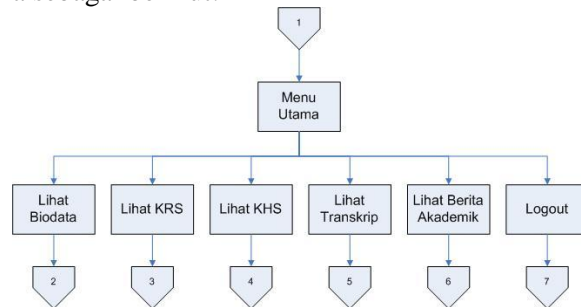 1
Menu
Utama
Lihat
Biodata
Lihat KRS
Lihat KHS
Lihat
Transkrip
Lihat Berita
Akademik
Logout
2
3
4
5
6
7